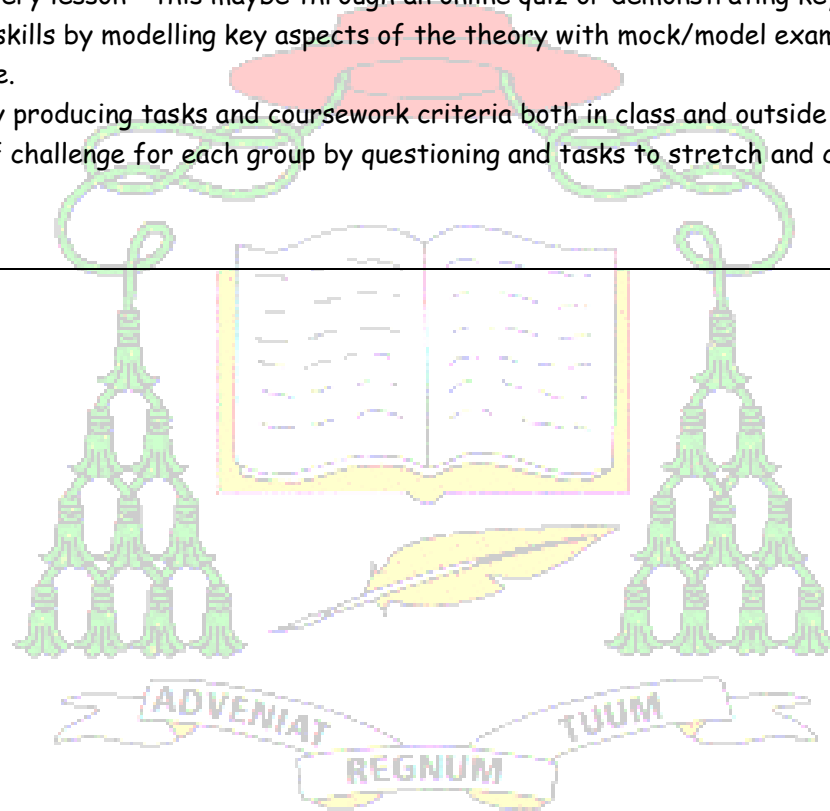 ery lesson – this maybe through an online quiz or demonstrating key
skills by modelling key aspects of the theory with mock/model exam
e.
y producing tasks and coursework criteria both in class and outside
f challenge for each group by questioning and tasks to stretch and c
ADVENIAT
REGNUM
TUUM